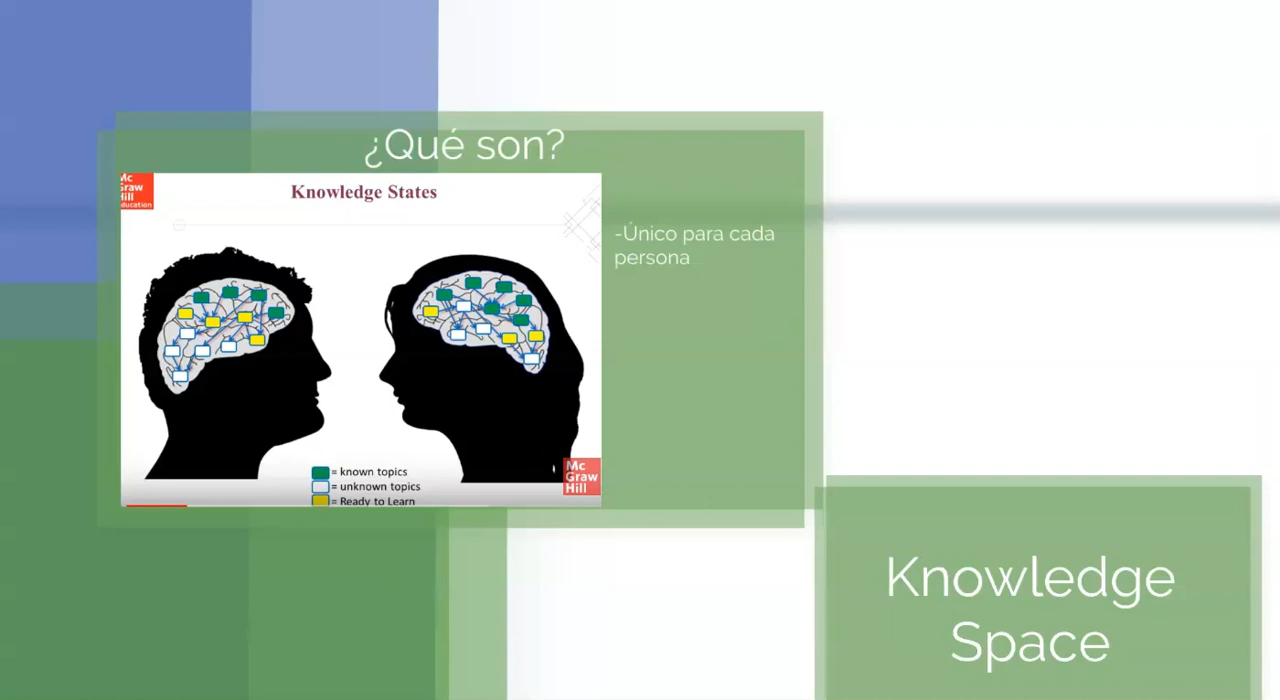 ¿Qué son?
Mc
Graw
Hill
Education
Knowledge States
-Único para cada
persona
= known topics
= unknown topics
= Ready to Learn
Mc
Graw
Hill
Knowledge
Space